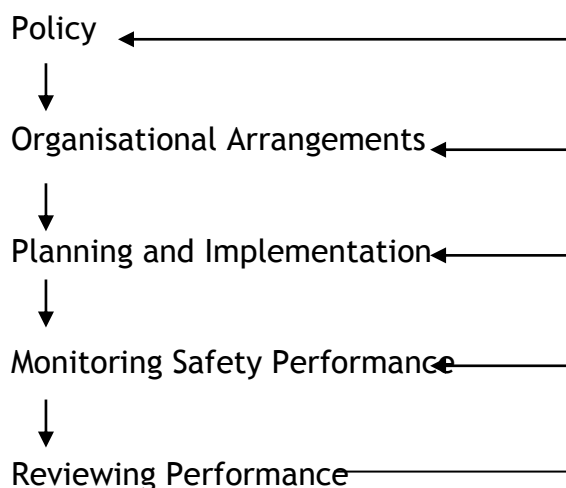 Policy
Organisational Arrangements
Planning and Implementation
Monitoring Safety Performance
Reviewing Performance